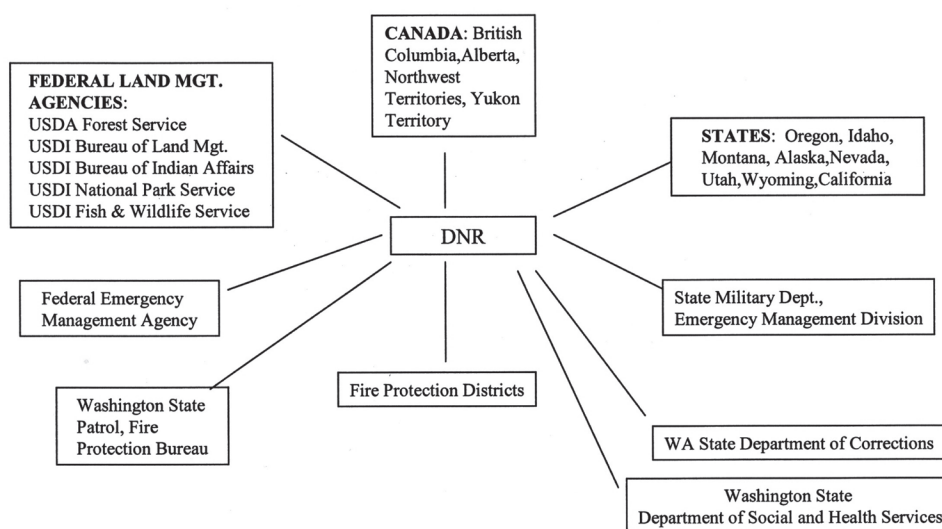 CANADA: British
Columbia,Alberta,
Northwest
Territories, Yukon
Territory
FEDERAL LAND MGT.
AGENCIES:
USDA Forest Service
USDI Bureau of Land Mgt.
USDI Bureau of Indian Affairs
USDI National Park Service
USDI Fish & Wildlife Service
STATES: Oregon, Idaho,
Montana, Alaska,Nevada,
Utah,Wyoming,California
DNR
Federal Emergency
Management Agency
State Military Dept.,
Emergency Management Division
Washington State
Patrol, Fire
Protection Bureau
Fire Protection Districts
WA State Department of Corrections
Washington State
Department of Social and Health Services